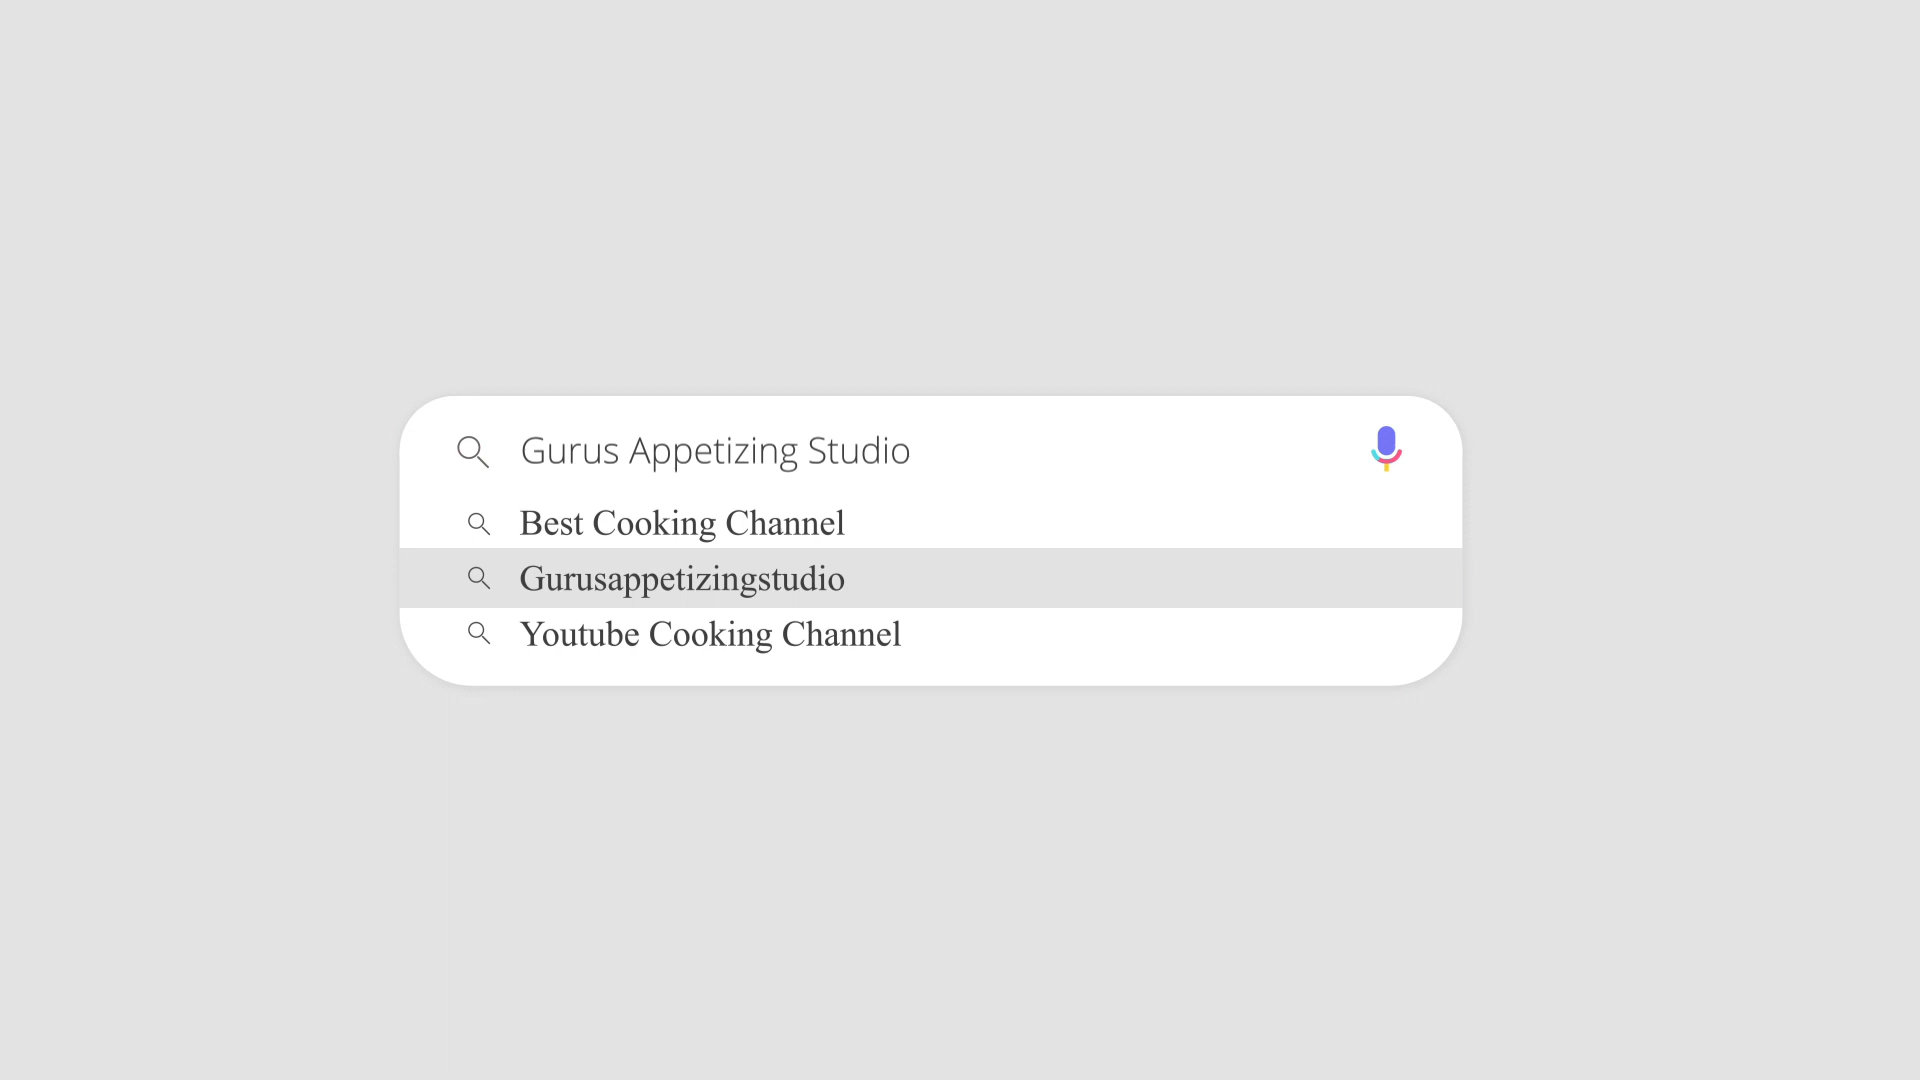 Gurus Appetizing Studio
Best Cooking Channel
Gurusappetizingstudio
Youtube Cooking Channel